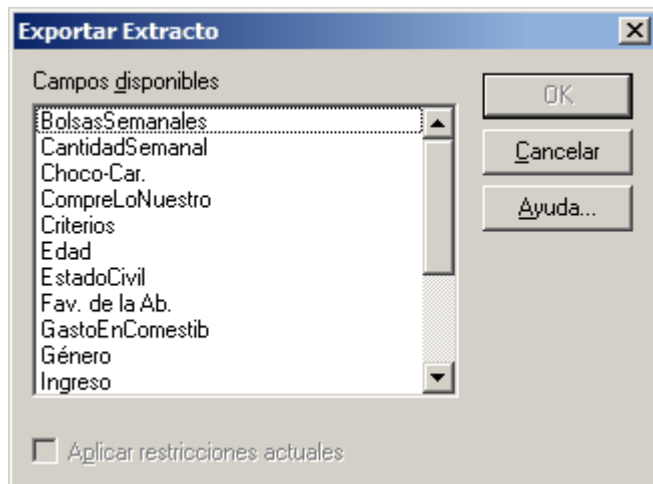 Exportar Extracto
Campos disponibles
OK
BolsasSemanales
CantidadSemanal
Cancelar
Choco-Car.
CompreLoNuestro
Ayuda...
Criterios
Edad
EstadoCivil
Fav. de la Ab.
GastoEnComestib
Género
Ingreso
Aplicar restricciones actuales